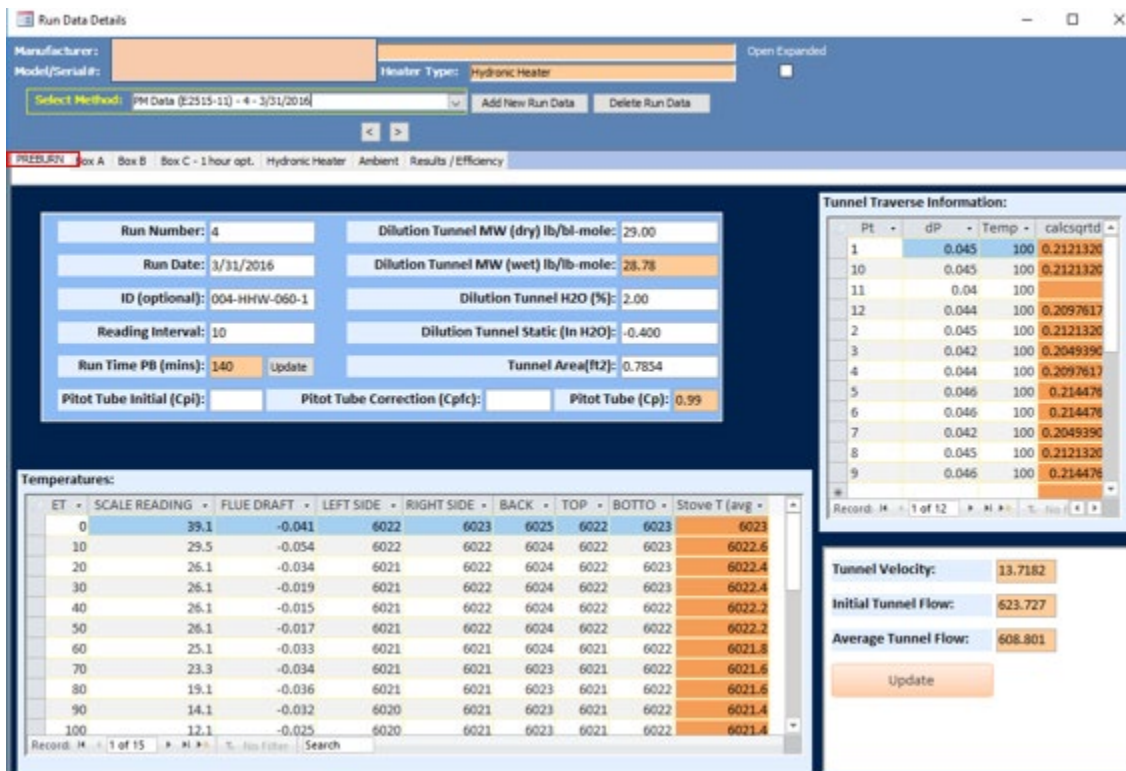 Run Data Details
Manufacturer:
Open Expanded
Model/Serial#: Heater Type: Hydronic Heater
Select Method: PM Data (E2515-11) - 4 - 3/31/2016 Add New Run Data Delete Run Data
< >
PREBURN Box A Box B Box C - 1 hour opt. Hydronic Heater Ambient Results / Efficiency
Run Number: 4 Dilution Tunnel MW (dry) lb/bl-mole: 29.00
Run Date: 3/31/2016 Dilution Tunnel MW (wet) lb/lb-mole: 28.78
ID (optional): 004-HHW-060-1 Dilution Tunnel H2O (%): 2.00
Reading Interval: 10 Dilution Tunnel Static (In H2O): -0.400
Run Time PB (mins): 140 Update Tunnel Area(ft2): 0.7854
Pitot Tube Initial (Cpi): Pitot Tube Correction (Cpfc): Pitot Tube (Cp): 0.99
Tunnel Traverse Information:
Pt dP Temp calcsqrtd
1 0.045 100 0.2121320
10 0.045 100 0.2121320
11 0.04 100
12 0.044 100 0.2097617
2 0.045 100 0.2121320
3 0.042 100 0.2049390
4 0.044 100 0.2097617
5 0.046 100 0.214476
6 0.046 100 0.214476
7 0.042 100 0.2049390
8 0.045 100 0.2121320
9 0.046 100 0.214476
Record: 1 of 12
Temperatures:
ET SCALE READING FLUE DRAFT LEFT SIDE RIGHT SIDE BACK TOP BOTTO Stove T (avg
0 39.1 -0.041 6022 6023 6025 6022 6023 6023
10 29.5 -0.054 6022 6022 6024 6022 6023 6022.6
20 26.1 -0.034 6021 6022 6024 6022 6023 6022.4
30 26.1 -0.019 6021 6022 6024 6022 6023 6022.4
40 26.1 -0.015 6021 6022 6024 6022 6022 6022.2
50 26.1 -0.017 6021 6022 6024 6022 6022 6022.2
60 25.1 -0.033 6021 6021 6024 6021 6022 6021.8
70 23.3 -0.034 6021 6021 6023 6021 6022 6021.6
80 19.1 -0.036 6021 6021 6023 6021 6022 6021.6
90 14.1 -0.032 6020 6021 6023 6021 6022 6021.4
100 12.1 -0.025 6020 6021 6023 6021 6022 6021.4
Record: 1 of 15 No Filter Search
Tunnel Velocity: 13.7182
Initial Tunnel Flow: 623.727
Average Tunnel Flow: 608.801
Update